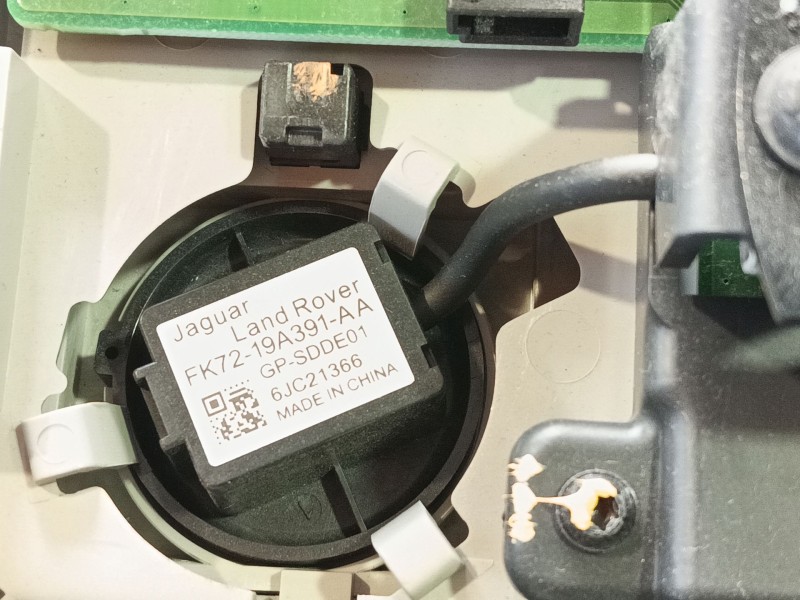 Jaguar
Land Rover
FK72-19A391-AA
GP-SDDE01
6JC21366
MADE IN CHINA